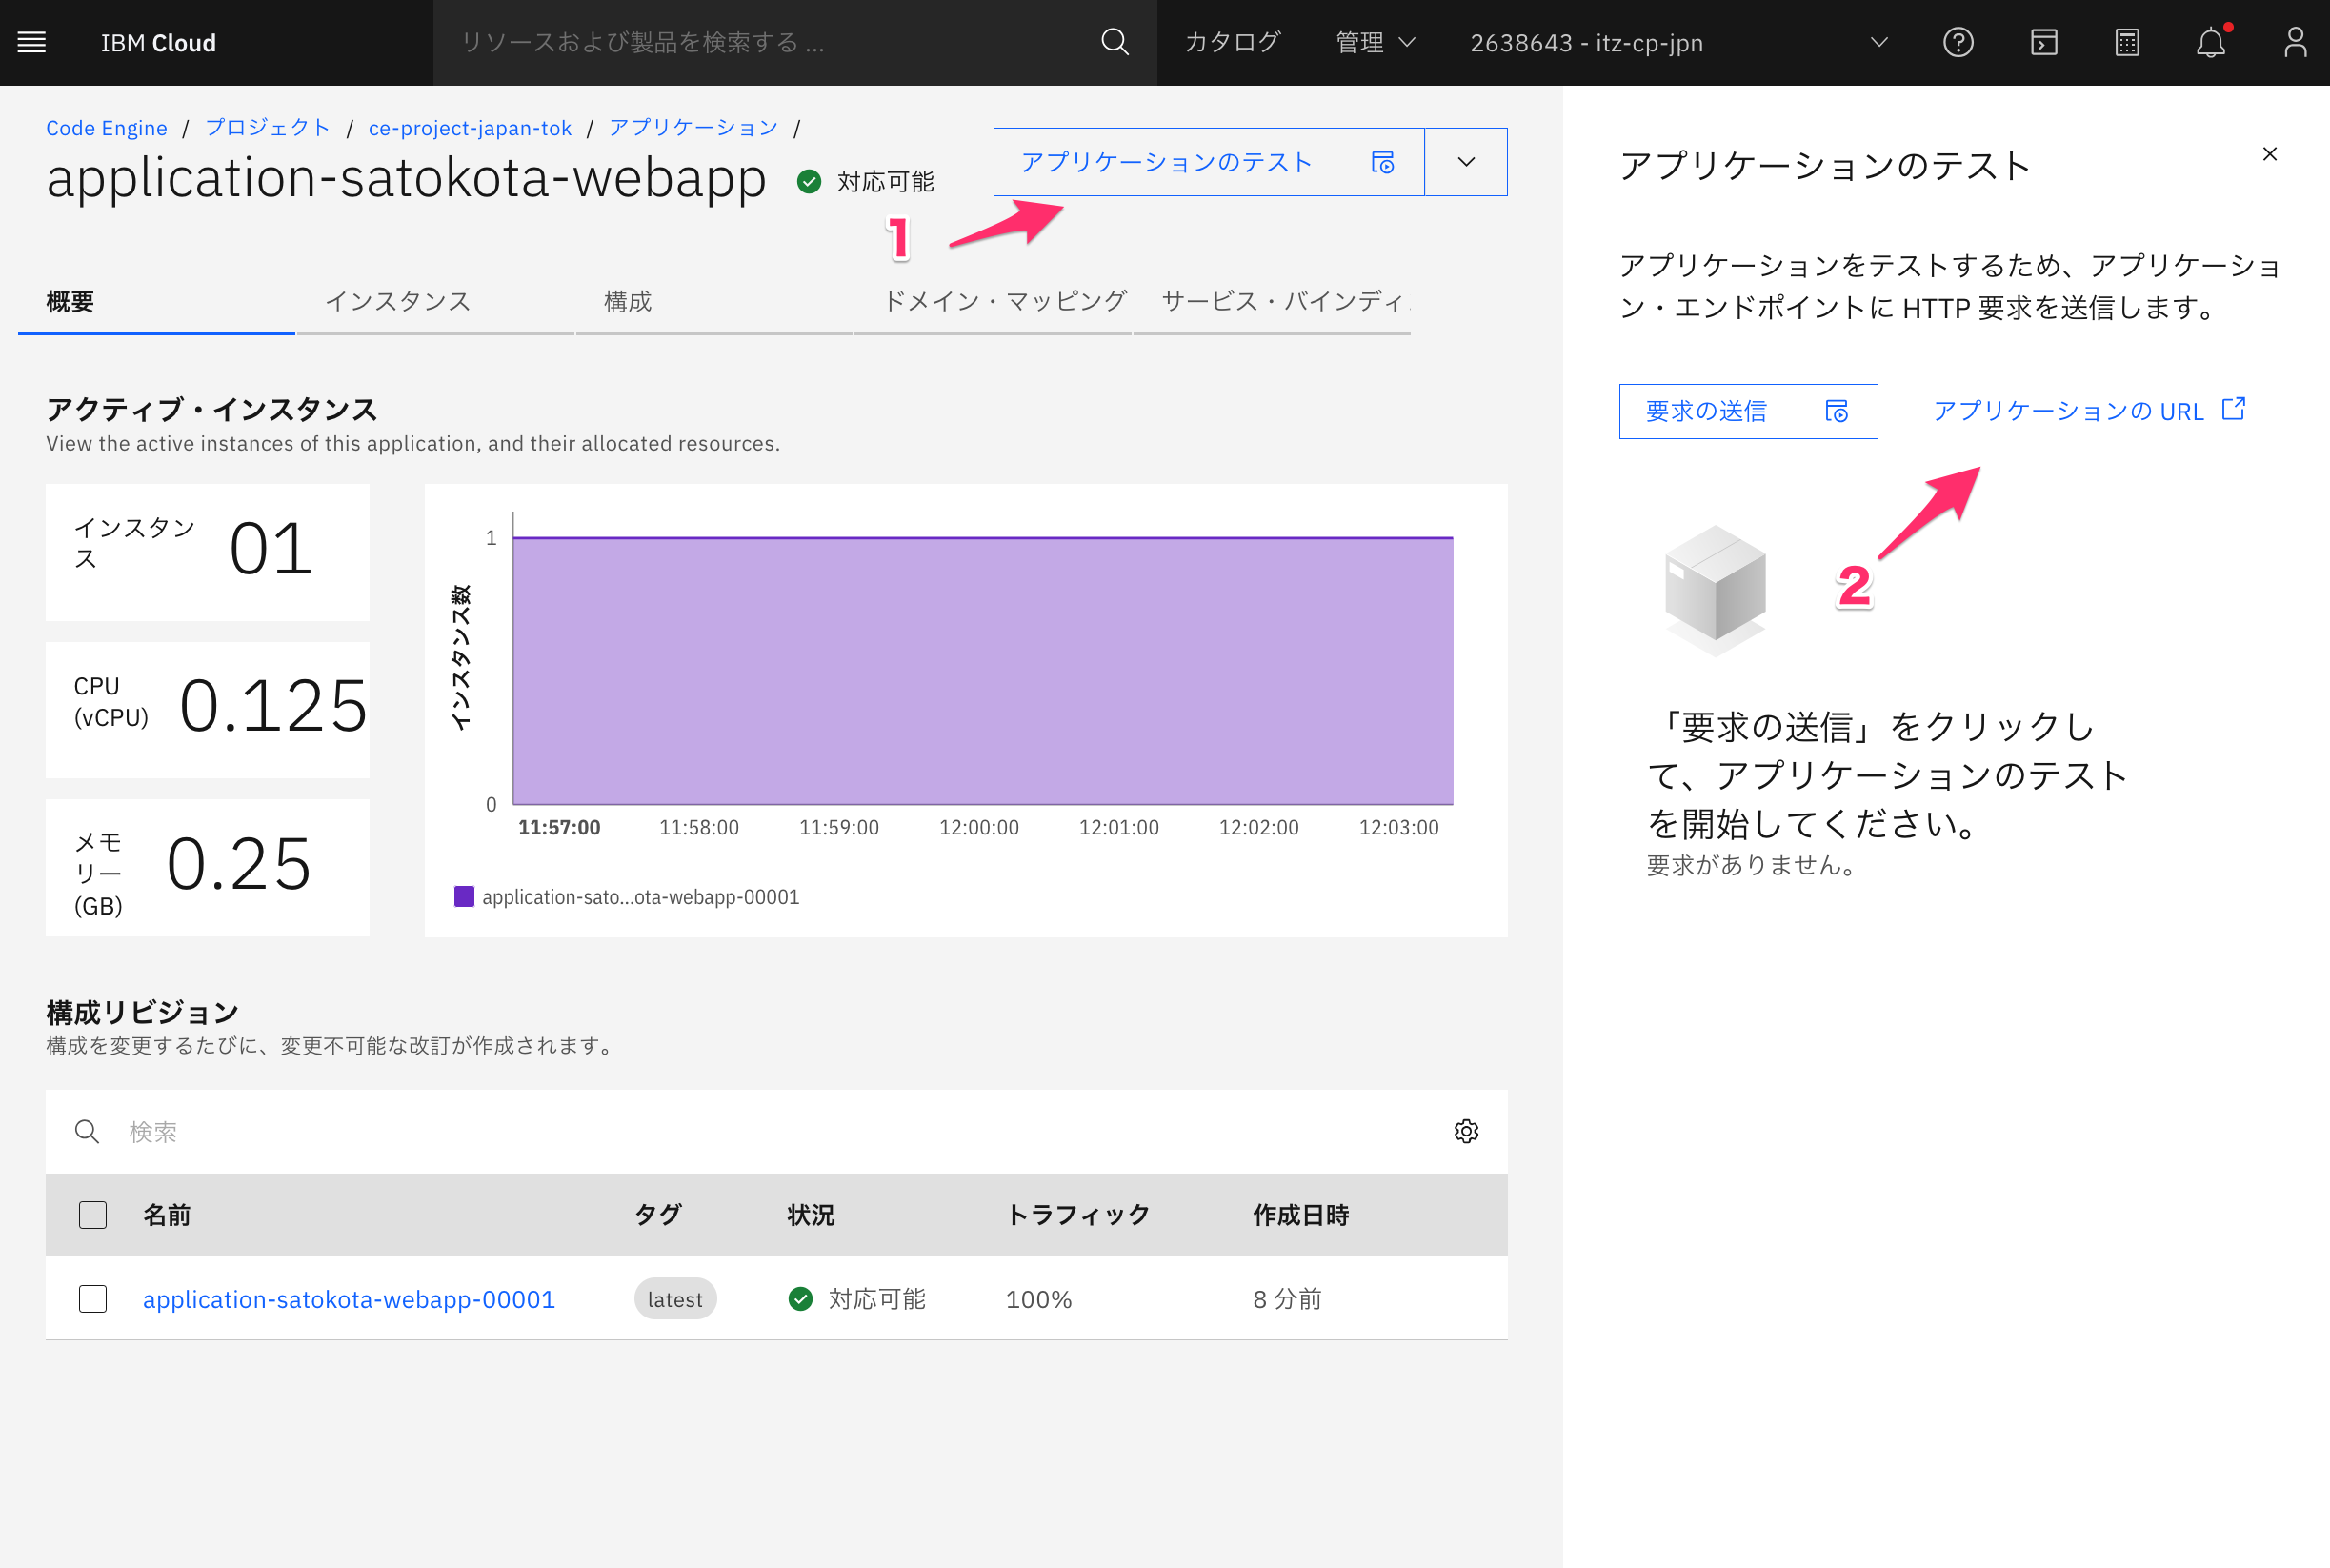 IBM Cloud
リソースおよび製品を検索する ...
カタログ
管理
2638643 - itz-cp-jpn
Code Engine / プロジェクト / ce-project-japan-tok / アプリケーション /
application-satokota-webapp
対応可能
アプリケーションのテスト
1
概要
インスタンス
構成
ドメイン・マッピング
サービス・バインディ
アクティブ・インスタンス
View the active instances of this application, and their allocated resources.
インスタン
ス
01
CPU
(vCPU)
0.125
メモ
リー
(GB)
0.25
インスタンス数
1
0
11:57:00
11:58:00
11:59:00
12:00:00
12:01:00
12:02:00
12:03:00
application-sato...ota-webapp-00001
構成リビジョン
構成を変更するたびに、変更不可能な改訂が作成されます。
検索
名前
タグ
状況
トラフィック
作成日時
application-satokota-webapp-00001
latest
対応可能
100%
8 分前
アプリケーションのテスト
アプリケーションをテストするため、アプリケーショ
ン・エンドポイントに HTTP 要求を送信します。
要求の送信
アプリケーションの URL
2
「要求の送信」をクリックし
て、アプリケーションのテスト
を開始してください。
要求がありません。